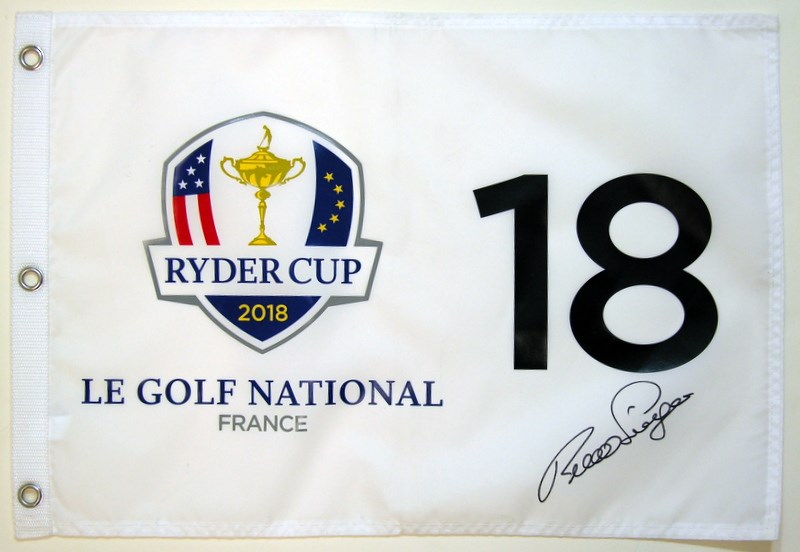 RYDER CUP
2018
LE GOLF NATIONAL
FRANCE
18